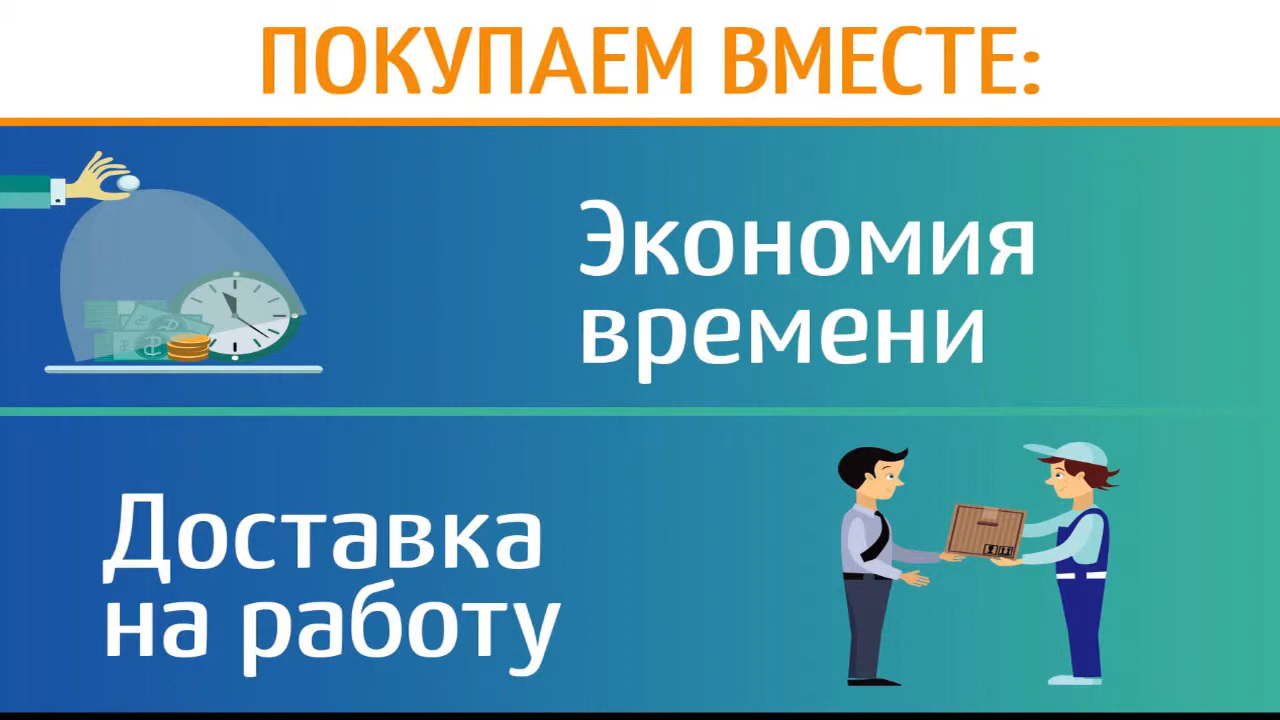 ПОКУПАЕМ ВМЕСТЕ:
Экономия
времени
Доставка
на работу